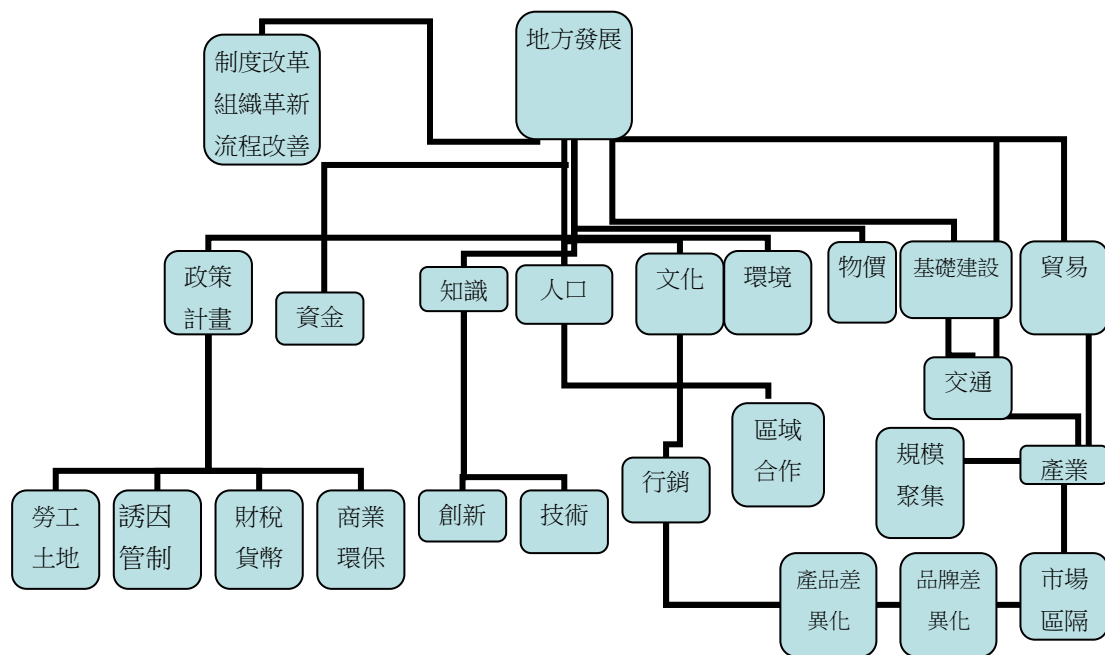 地方發展
制度改革
組織革新
流程改善
政策
計畫
資金
知識
人口
文化
環境
物價
基礎建設
貿易
交通
區域
合作
規模
聚集
產業
行銷
勞工
土地
誘因
管制
財稅
貨幣
商業
環保
創新
技術
產品差
異化
品牌差
異化
市場
區隔